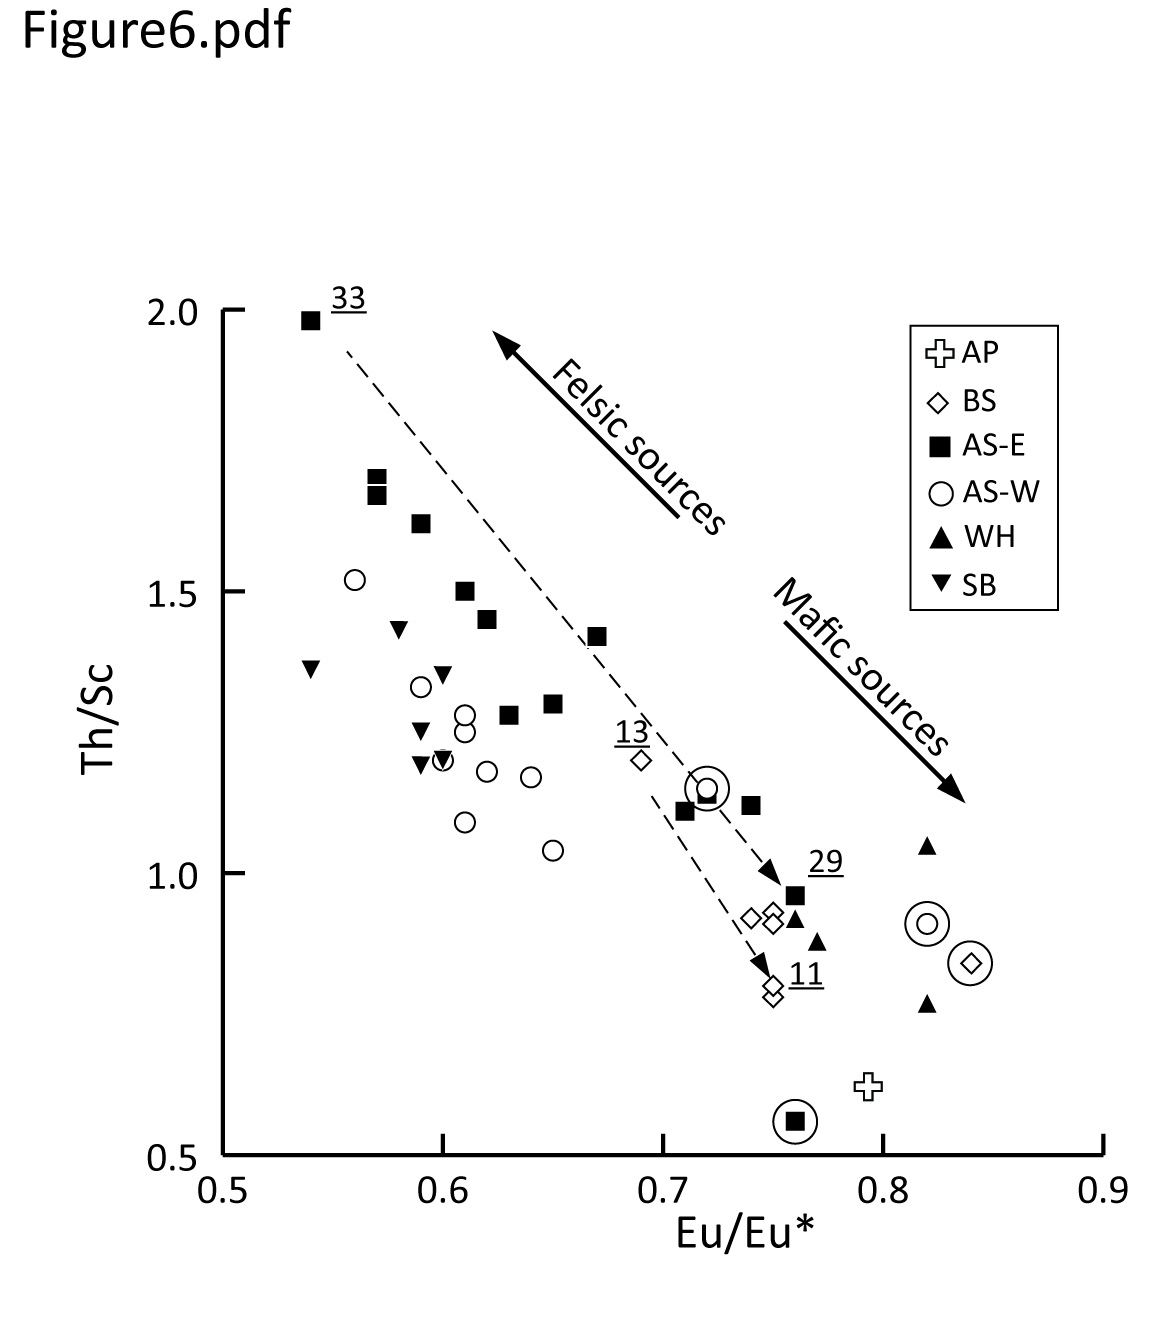 Figure6.pdf
2.0
1.5
1.0
0.5
Th/Sc
33
Felsic sources
Mafic sources
13
29
11
AP
BS
AS-E
AS-W
WH
SB
0.5 0.6 0.7 0.8 0.9
Eu/Eu*